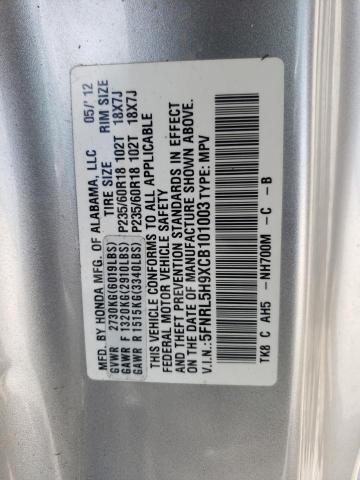 MFD. BY HONDA MFG. OF ALABAMA, LLC 05/'12
TIRE SIZE RIM SIZE
GVWR 2730KG(6019LBS)
GAWR F 1320KG(2910LBS) P235/60R18 102T 18X7J
GAWR R 1515KG(3340LBS) P235/60R18 102T 18X7J
THIS VEHICLE CONFORMS TO ALL APPLICABLE
FEDERAL MOTOR VEHICLE SAFETY
AND THEFT PREVENTION STANDARDS IN EFFECT ON
THE DATE OF MANUFACTURE SHOWN ABOVE.
V.I.N.:5FNRL5H9XCB101003 TYPE: MPV
TK8 C AH5 -NH700M -C -B